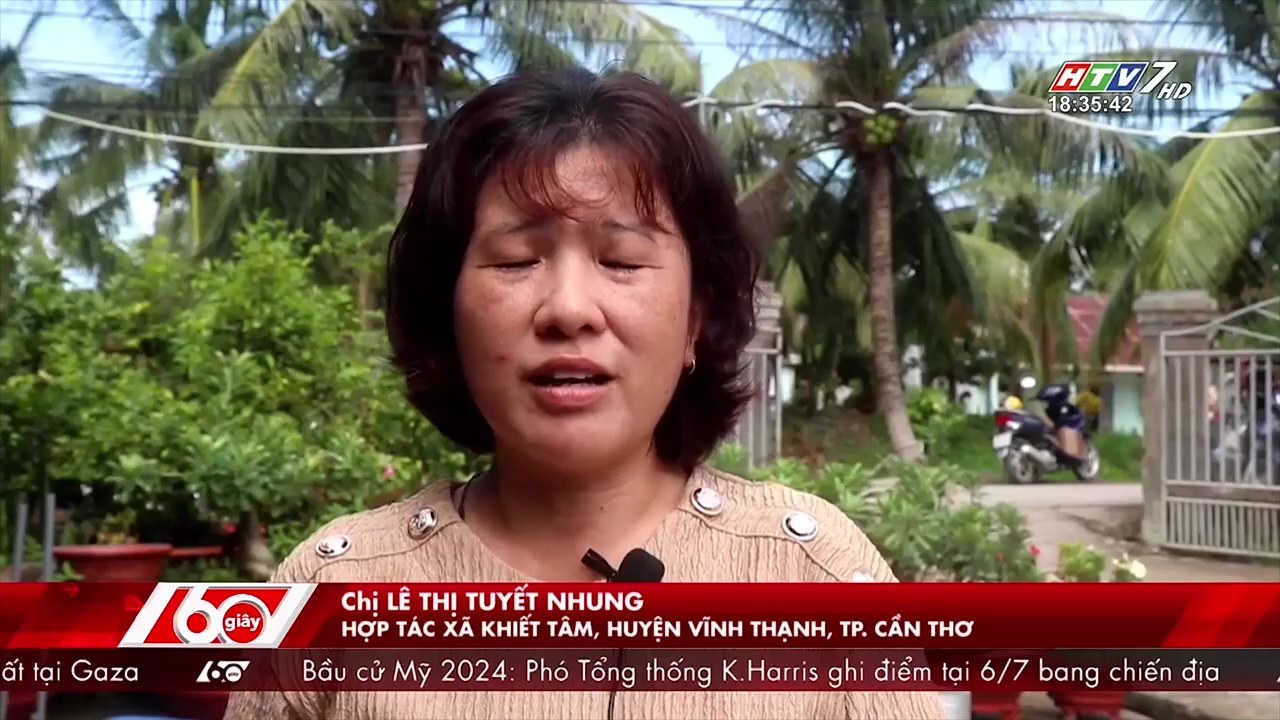 HTV7 HD
18:35:42
60 giây
Chị LÊ THỊ TUYẾT NHUNG
HỢP TÁC XÃ KHIẾT TÂM, HUYỆN VĨNH THẠNH, TP. CẦN THƠ
ất tại Gaza 60 Bầu cử Mỹ 2024: Phó Tổng thống K.Harris ghi điểm tại 6/7 bang chiến địa